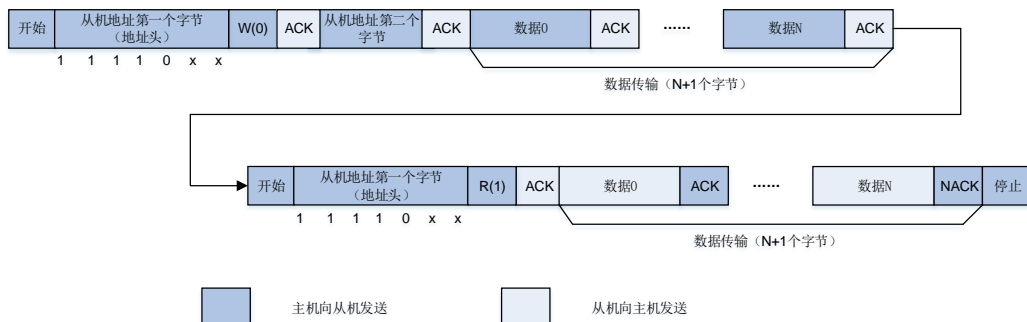 开始 从机地址第一个字节 W(0) ACK 从机地址第二个 ACK 数据0 ACK ...... 数据N ACK
(地址头) 字节
1 1 1 1 0 x x
数据传输（N+1个字节）
开始 从机地址第一个字节 R(1) ACK 数据0 ACK ...... 数据N NACK 停止
（地址头）
1 1 1 1 0 x x
数据传输（N+1个字节）
主机向从机发送 从机向主机发送